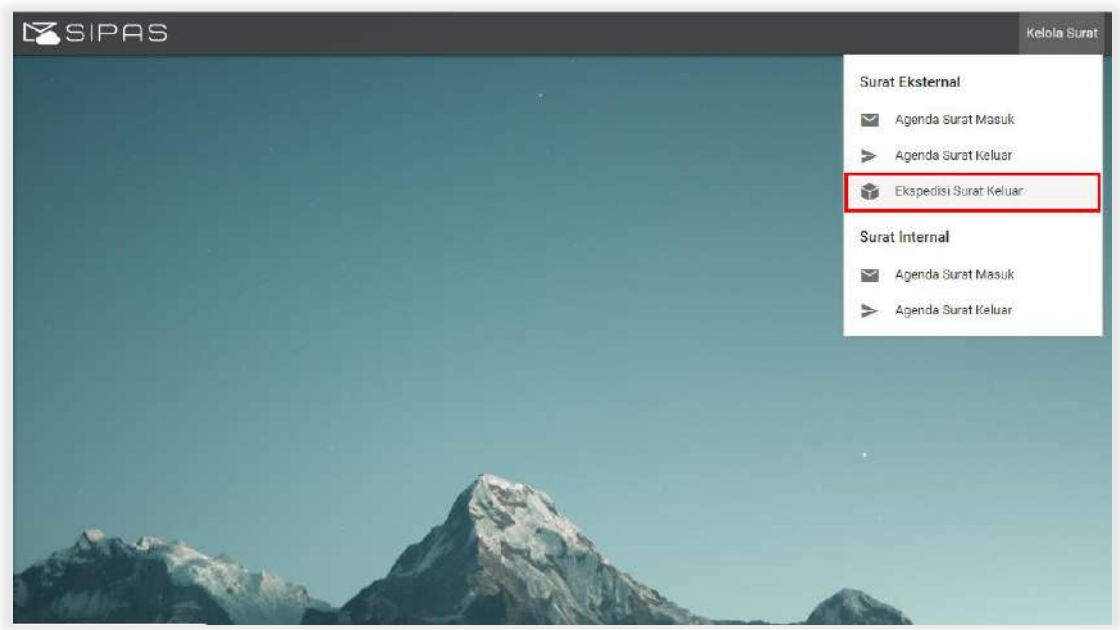 SIPAS
Kelola Surat
Surat Eksternal
Agenda Surat Masuk
Agenda Surat Keluar
Ekspedisi Surat Keluar
Surat Internal
Agenda Surat Masuk
Agenda Surat Keluar